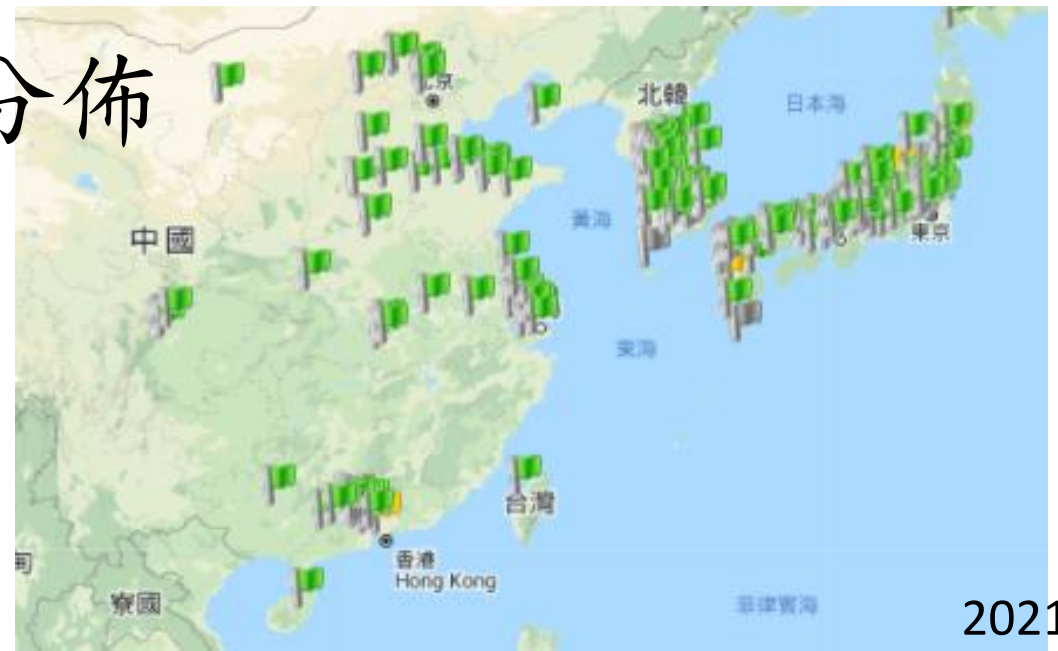 分佈
京
北韓
日本海
中國
黃海
東京
東海
台灣
香港
Hong Kong
寮國
菲律賓海
2021